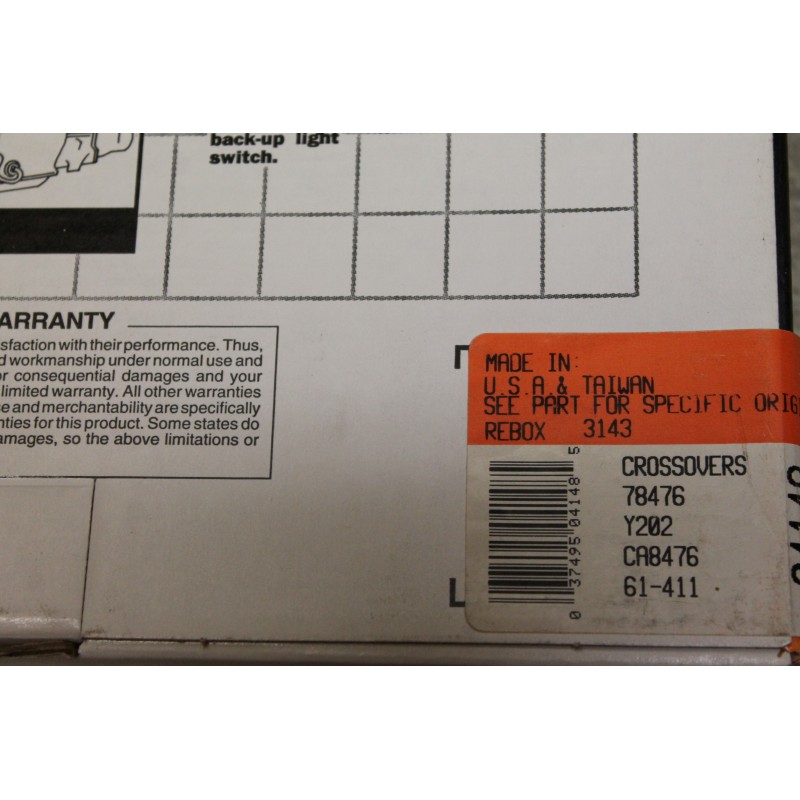 back-up light
switch.
ARRANTY
sfaction with their performance. Thus,
d workmanship under normal use and
or consequential damages and your
limited warranty. All other warranties
se and merchantability are specifically
nties for this product. Some states do
amages, so the above limitations or
MADE IN:
U S A & TAIWAN
SEE PART FOR SPECIFIC ORIG
REBOX 3143
CROSSOVERS
78476
Y202
CA8476
61-411
0 37495 04148 5